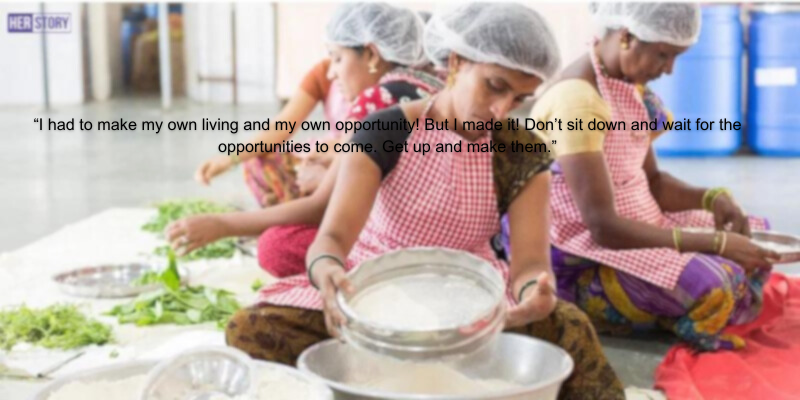 HER STORY
“I had to make my own living and my own opportunity! But I made it! Don’t sit down and wait for the
opportunities to come. Get up and make them.”